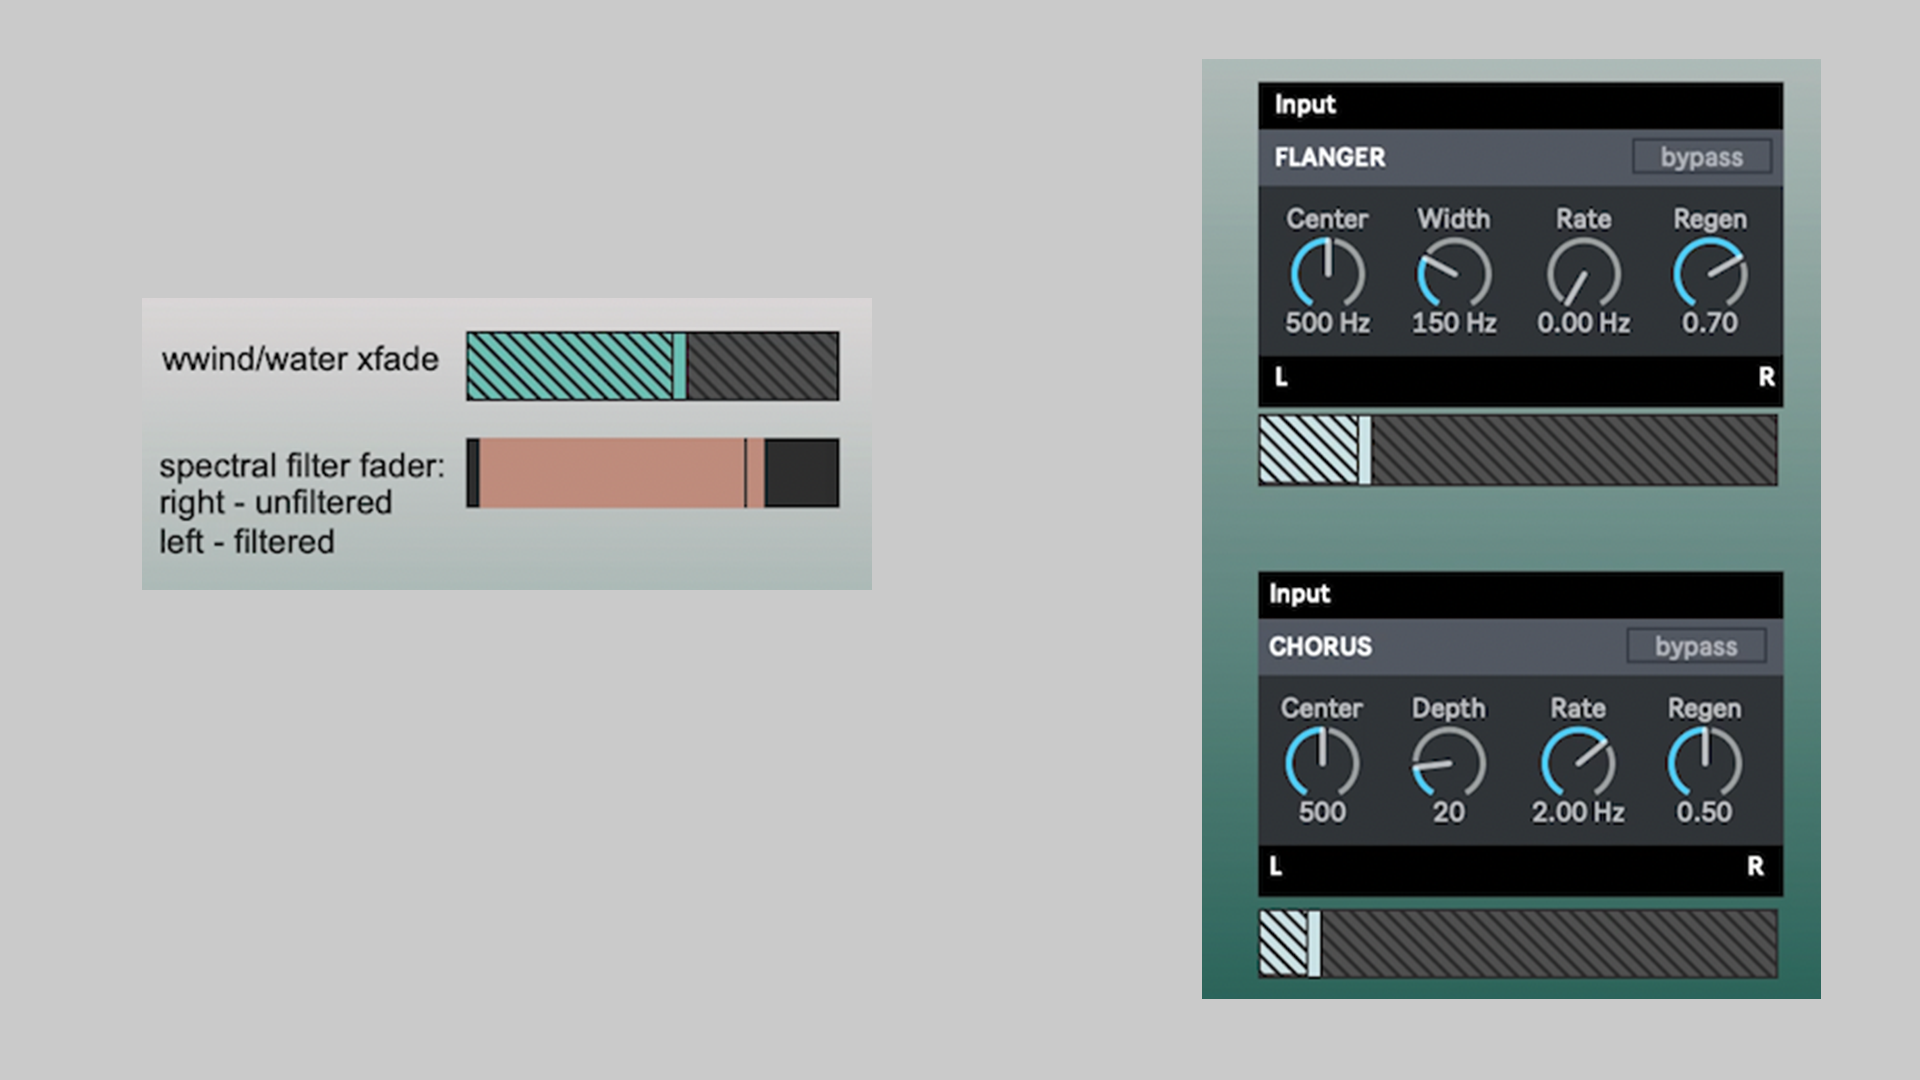 wwind/water xfade
spectral filter fader:
right - unfiltered
left - filtered
Input
FLANGER bypass
Center Width Rate Regen
500 Hz 150 Hz 0.00 Hz 0.70
L R
Input
CHORUS bypass
Center Depth Rate Regen
500 20 2.00 Hz 0.50
L R